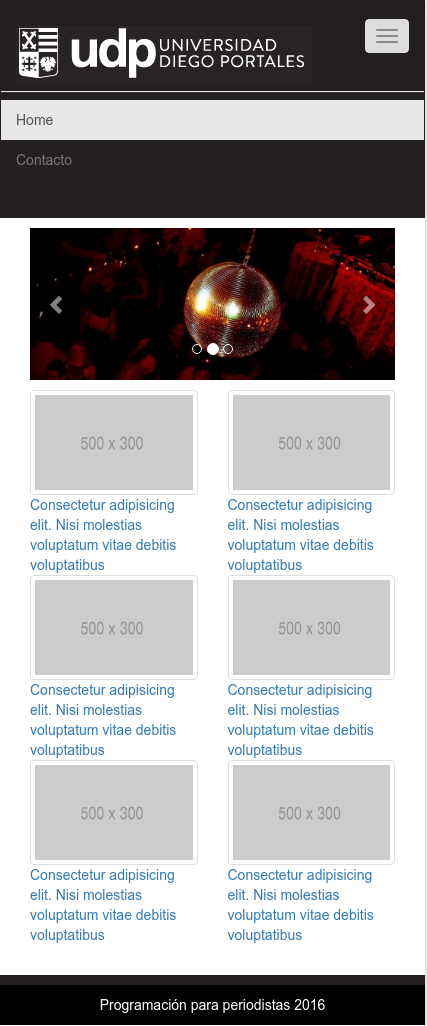 udp UNIVERSIDAD
DIEGO PORTALES
Home
Contacto
500 x 300
Consectetur adipisicing
elit. Nisi molestias
voluptatum vitae debitis
voluptatibus
500 x 300
Consectetur adipisicing
elit. Nisi molestias
voluptatum vitae debitis
voluptatibus
500 x 300
Consectetur adipisicing
elit. Nisi molestias
voluptatum vitae debitis
voluptatibus
500 x 300
Consectetur adipisicing
elit. Nisi molestias
voluptatum vitae debitis
voluptatibus
500 x 300
Consectetur adipisicing
elit. Nisi molestias
voluptatum vitae debitis
voluptatibus
500 x 300
Consectetur adipisicing
elit. Nisi molestias
voluptatum vitae debitis
voluptatibus
Programación para periodistas 2016